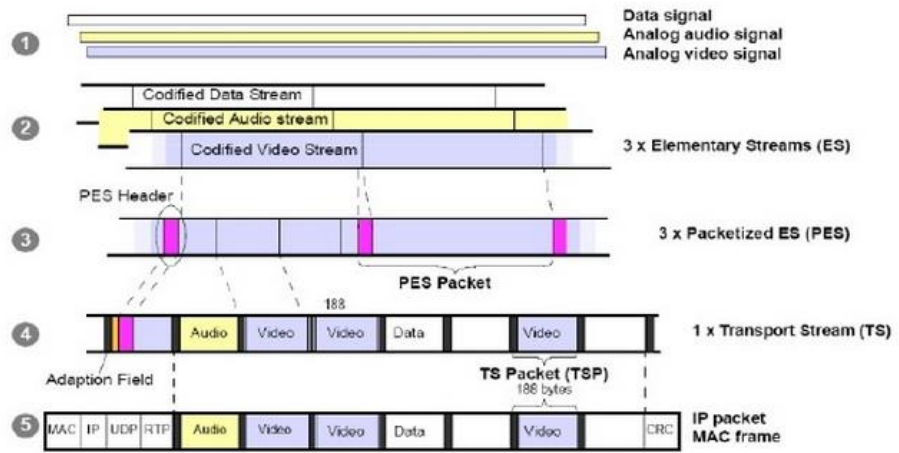 Data signal
1
Analog audio signal
Analog video signal
Codified Data Stream
2
Codified Audio stream
Codified Video Stream
3 x Elementary Streams (ES)
PES Header
3
3 x Packetized ES (PES)
PES Packet
188
4
Audio
Video
Video
Data
Video
1 x Transport Stream (TS)
Adaption Field
TS Packet (TSP)
188 bytes
5
MAC
IP
UDP
RTP
Audio
Video
Video
Data
Video
CRC
IP packet
MAC frame